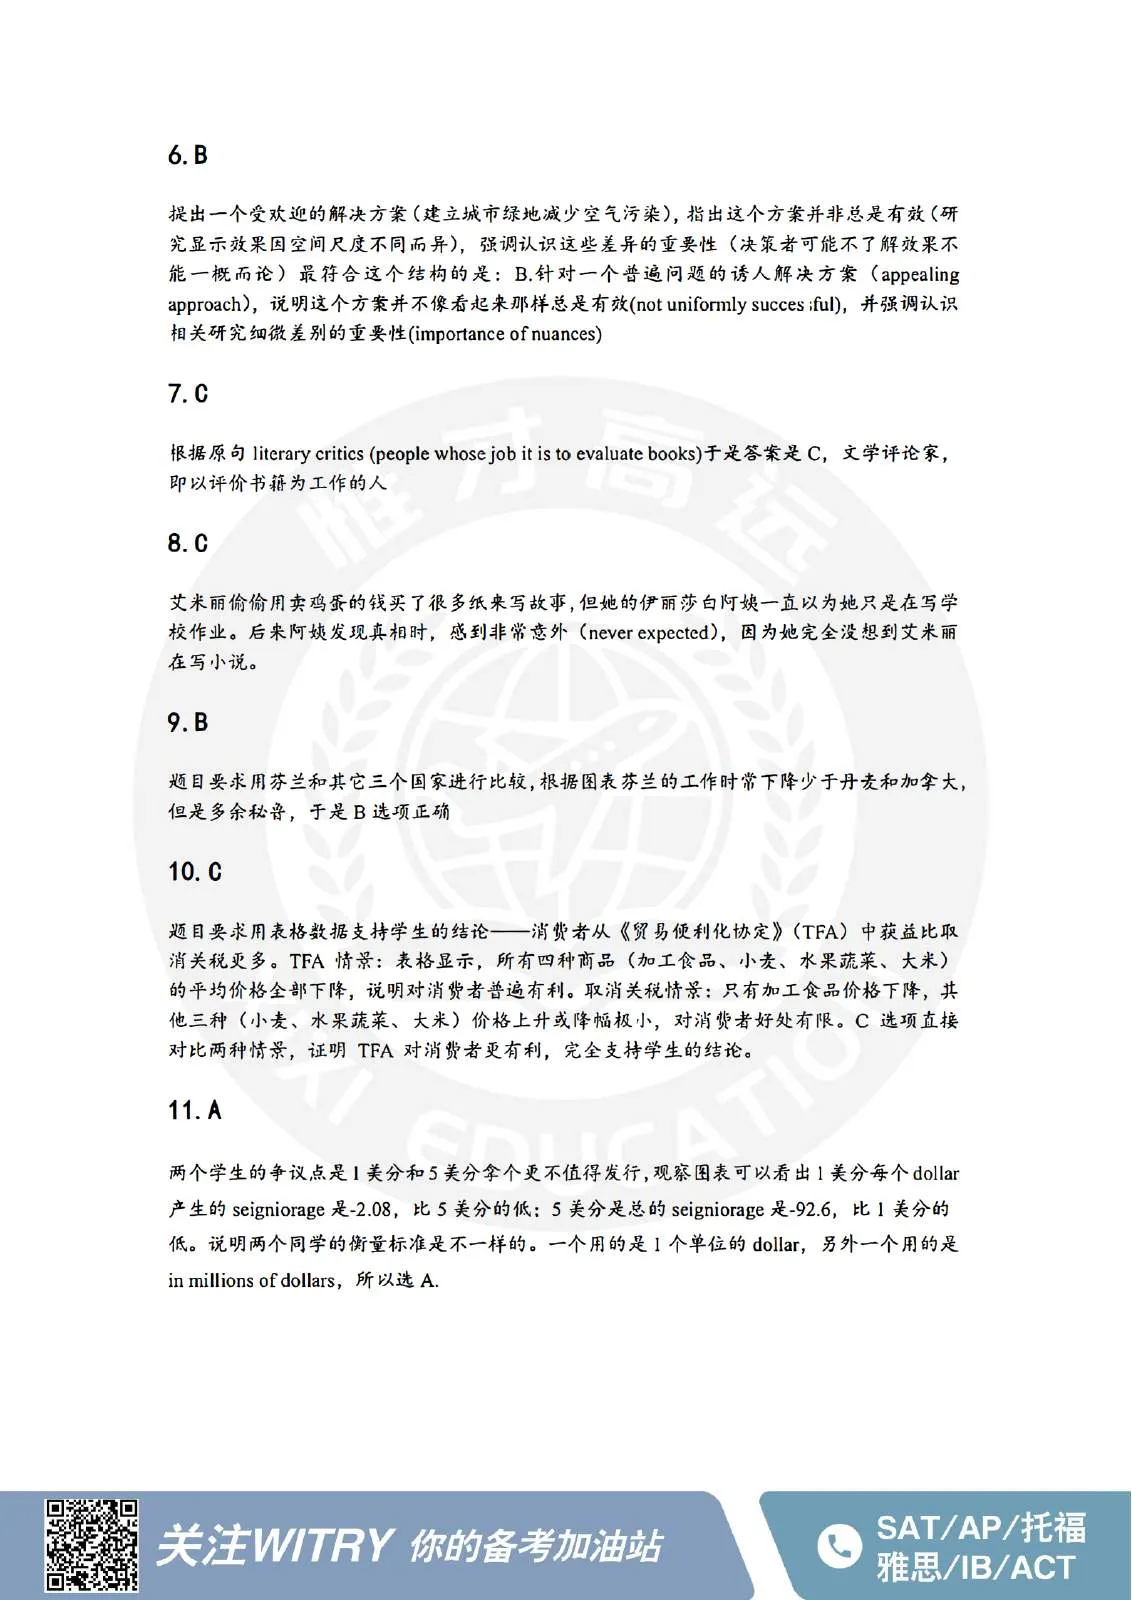 6. B
提出一个受欢迎的解决方案（建立城市绿地减少空气污染），指出这个方案并非总是有效（研
究显示效果因空间尺度不同而异），强调认识这些差异的重要性（决策者可能不了解效果不
能一概而论）最符合这个结构的是：B.针对一个普遍问题的诱人解决方案（appealing
approach），说明这个方案并不像看起来那样总是有效(not uniformly successful)，并强调认识
相关研究细微差别的重要性(importance of nuances)
7. C
根据原句 literary critics (people whose job it is to evaluate books)于是答案是 C，文学评论家，
即以评价书籍为工作的人
8. C
艾米丽偷偷用卖鸡蛋的钱买了很多纸来写故事,但她的伊丽莎白阿姨一直以为她只是在写学
校作业。后来阿姨发现真相时，感到非常意外（never expected），因为她完全没想到艾米丽
在写小说。
9. B
题目要求用芬兰和其它三个国家进行比较,根据图表芬兰的工作时常下降少于丹麦和加拿大，
但是多余秘鲁，于是 B 选项正确
10. C
题目要求用表格数据支持学生的结论——消费者从《贸易便利化协定》（TFA）中获益比取
消关税更多。TFA 情景：表格显示，所有四种商品（加工食品、小麦、水果蔬菜、大米）
的平均价格全部下降，说明对消费者普遍有利。取消关税情景：只有加工食品价格下降，其
他三种（小麦、水果蔬菜、大米）价格上升或降幅极小，对消费者好处有限。C 选项直接
对比两种情景，证明 TFA 对消费者更有利，完全支持学生的结论。
11. A
两个学生的争议点是 1 美分和 5 美分拿个更不值得发行,观察图表可以看出 1 美分每个 dollar
产生的 seigniorage 是-2.08，比 5 美分的低；5 美分是总的 seigniorage 是-92.6，比 1 美分的
低。说明两个同学的衡量标准是不一样的。一个用的是 1 个单位的 dollar，另外一个用的是
in millions of dollars，所以选 A.
惟才高远
XI EDUCATION
关注WITRY 你的备考加油站
SAT/AP/托福
雅思/IB/ACT